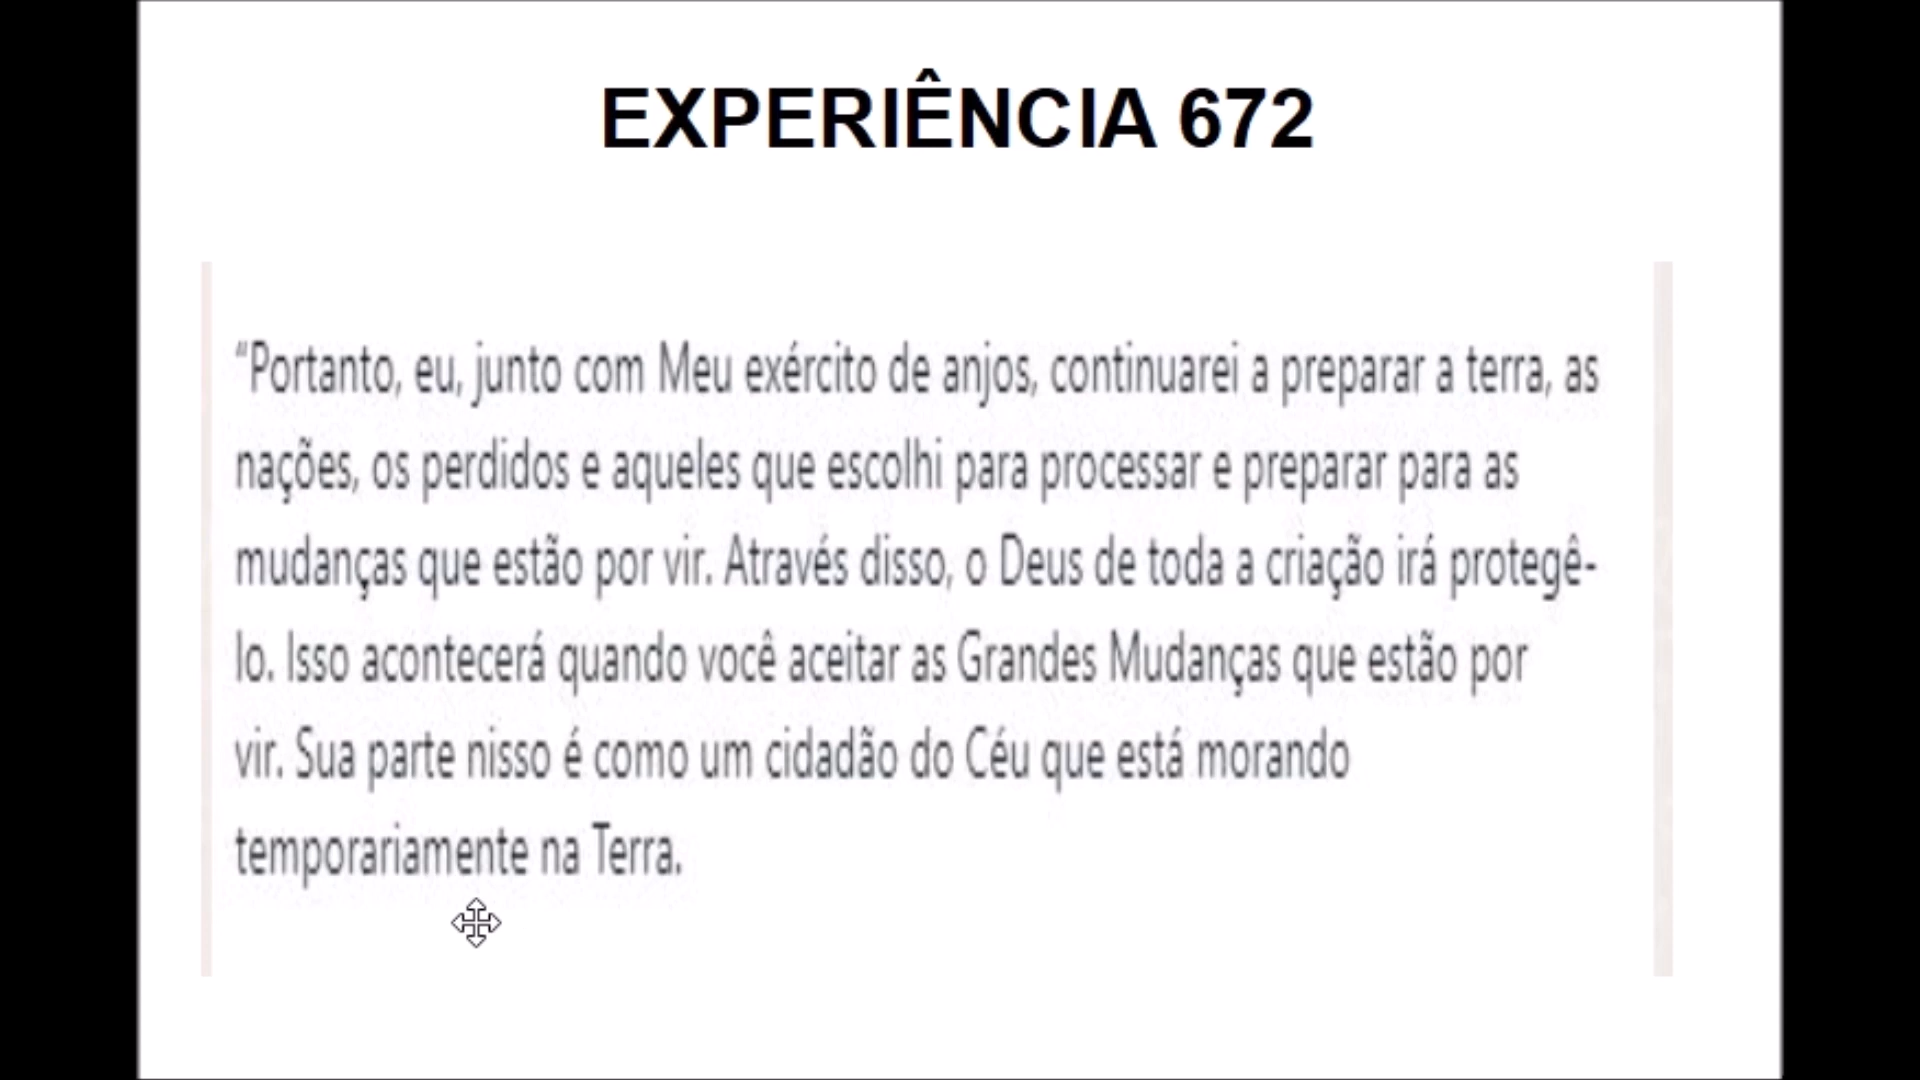 EXPERIÊNCIA 672
“Portanto, eu, junto com Meu exército de anjos, continuarei a preparar a terra, as
nações, os perdidos e aqueles que escolhi para processar e preparar para as
mudanças que estão por vir. Através disso, o Deus de toda a criação irá protegê-
lo. Isso acontecerá quando você aceitar as Grandes Mudanças que estão por
vir. Sua parte nisso é como um cidadão do Céu que está morando
temporariamente na Terra.